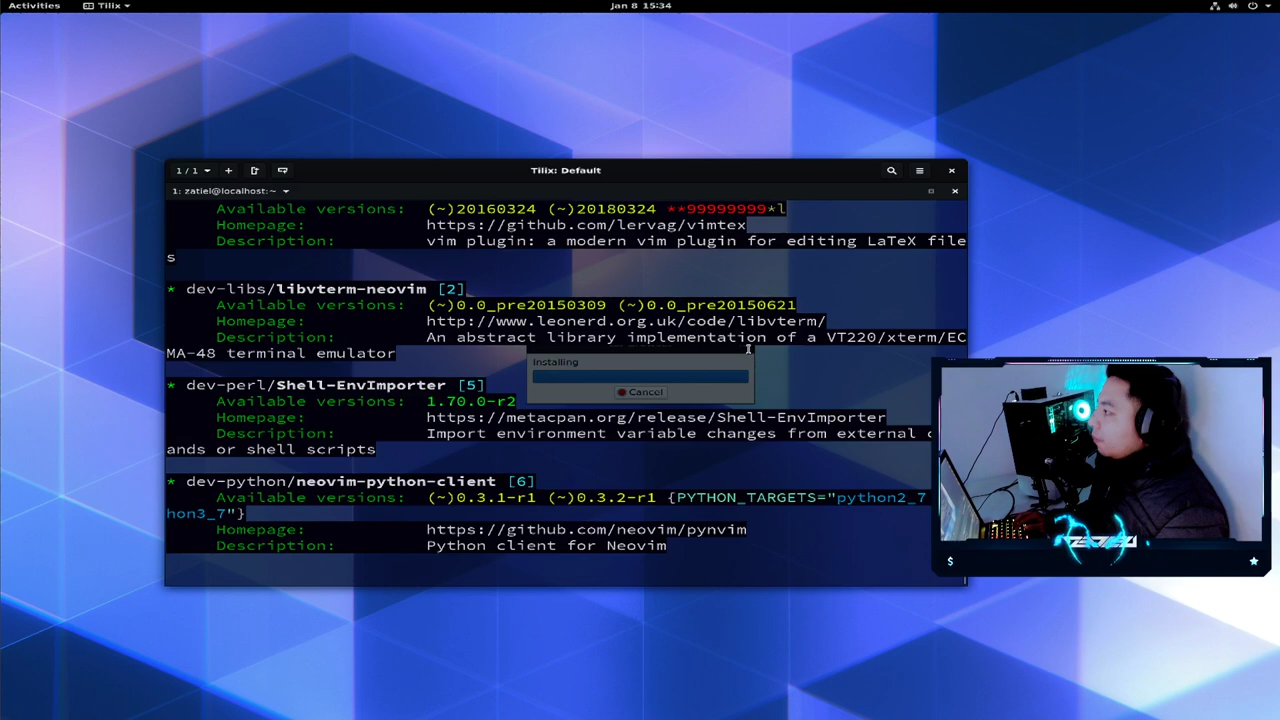 Activities
Tilix
Jan 8 15:34
1 / 1
Tilix: Default
1: zatiel@localhost:~
Available versions: (~)20160324 (~)20180324 **99999999*l
Homepage: https://github.com/lervag/vimtex
Description: vim plugin: a modern vim plugin for editing LaTeX file
s
* dev-libs/libvterm-neovim [2]
Available versions: (~)0.0_pre20150309 (~)0.0_pre20150621
Homepage: http://www.leonerd.org.uk/code/libvterm/
Description: An abstract library implementation of a VT220/xterm/EC
MA-48 terminal emulator
Installing
Cancel
* dev-perl/Shell-EnvImporter [5]
Available versions: 1.70.0-r2
Homepage: https://metacpan.org/release/Shell-EnvImporter
Description: Import environment variable changes from external c
ands or shell scripts
* dev-python/neovim-python-client [6]
Available versions: (~)0.3.1-r1 (~)0.3.2-r1 {PYTHON_TARGETS="python2_7
hon3_7"}
Homepage: https://github.com/neovim/pynvim
Description: Python client for Neovim
$